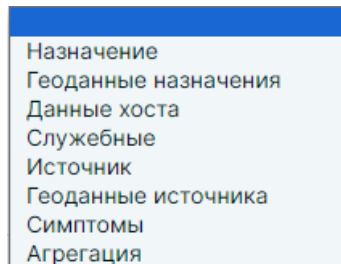 Назначение
Геоданные назначения
Данные хоста
Служебные
Источник
Геоданные источника
Симптомы
Агрегация